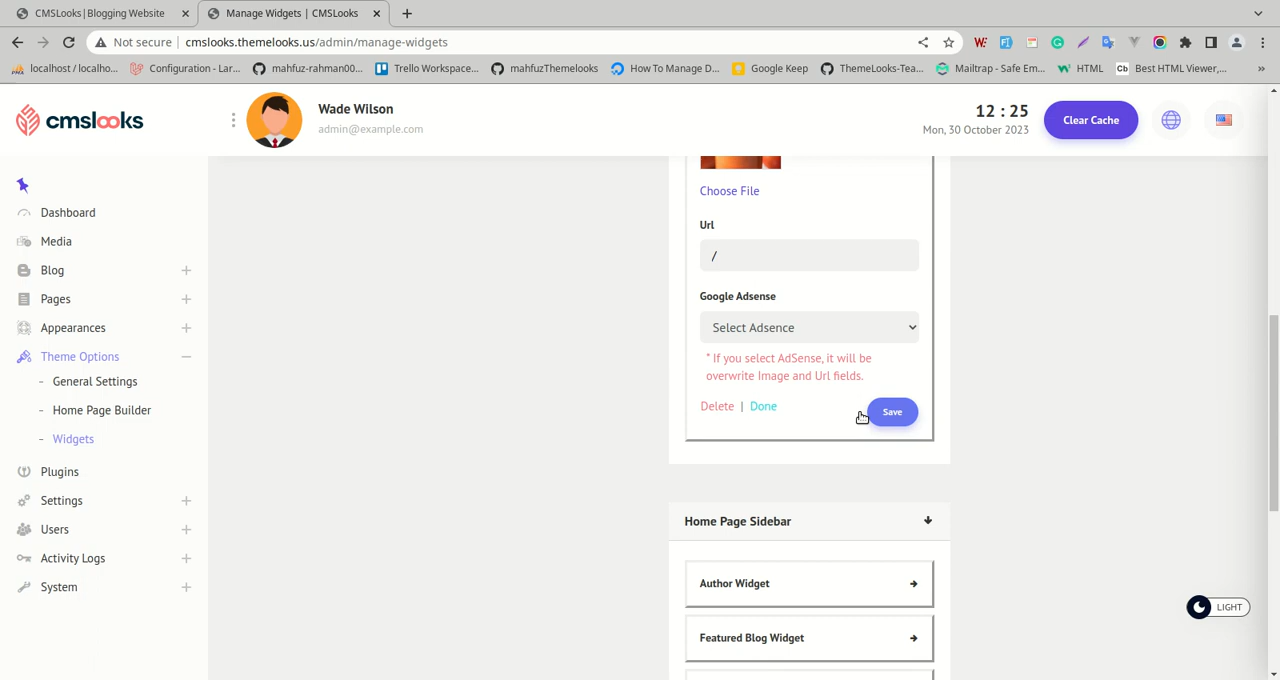 CMSLooks|Blogging Website
Manage Widgets | CMSLooks
Not secure
cmslooks.themelooks.us/admin/manage-widgets
localhost / localho...
Configuration - Lar...
mahfuz-rahman00...
Trello Workspace...
mahfuzThemelooks
How To Manage D...
Google Keep
ThemeLooks-Tea...
Mailtrap - Safe Em...
HTML
Best HTML Viewer,...
cmslooks
Wade Wilson
admin@example.com
12 : 25
Mon, 30 October 2023
Clear Cache
Dashboard
Media
Blog
Pages
Appearances
Theme Options
- General Settings
- Home Page Builder
- Widgets
Plugins
Settings
Users
Activity Logs
System
Choose File
Url
/
Google Adsense
Select Adsence
* If you select AdSense, it will be
overwrite Image and Url fields.
Delete | Done
Save
Home Page Sidebar
Author Widget
Featured Blog Widget
LIGHT